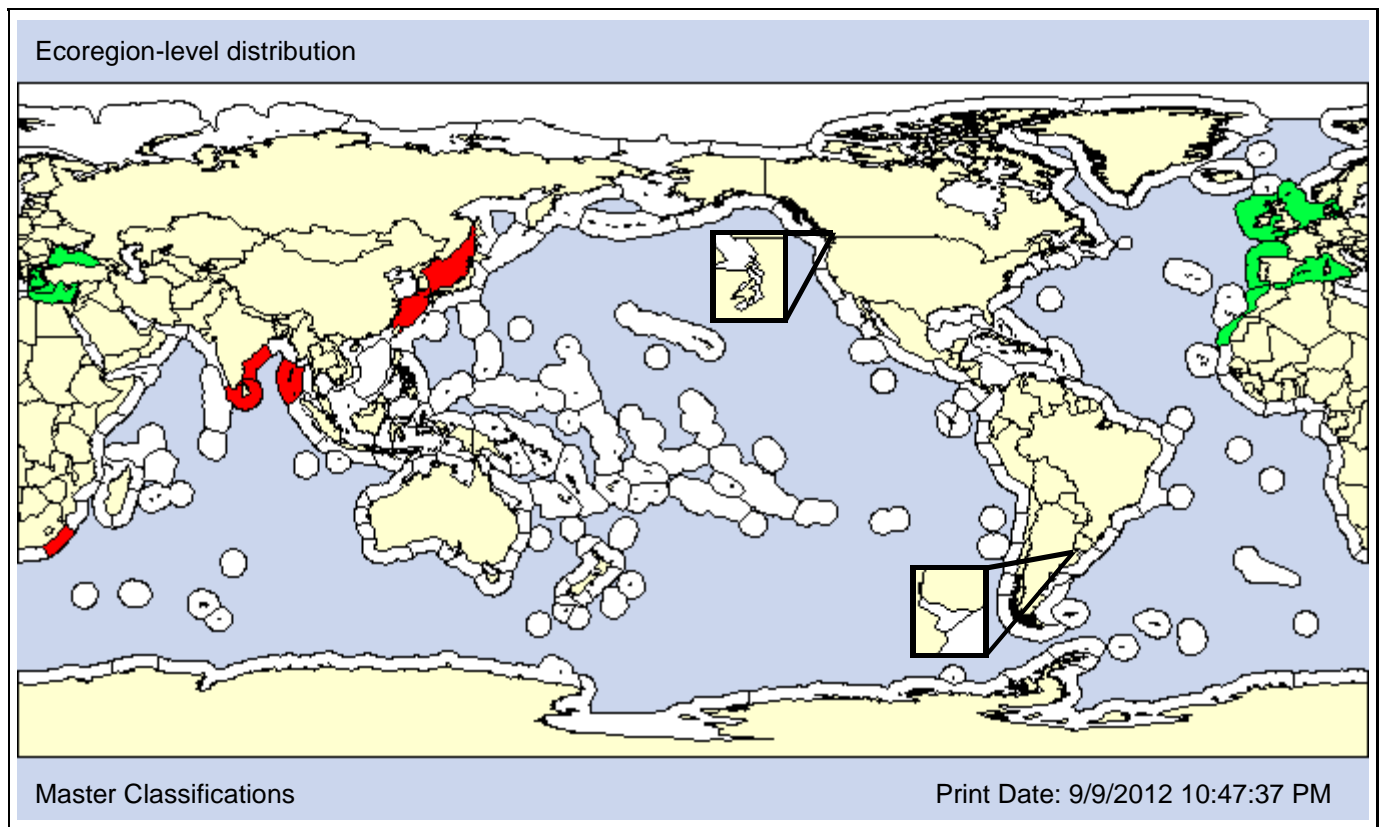 Ecoregion-level distribution
Master Classifications
Print Date: 9/9/2012 10:47:37 PM